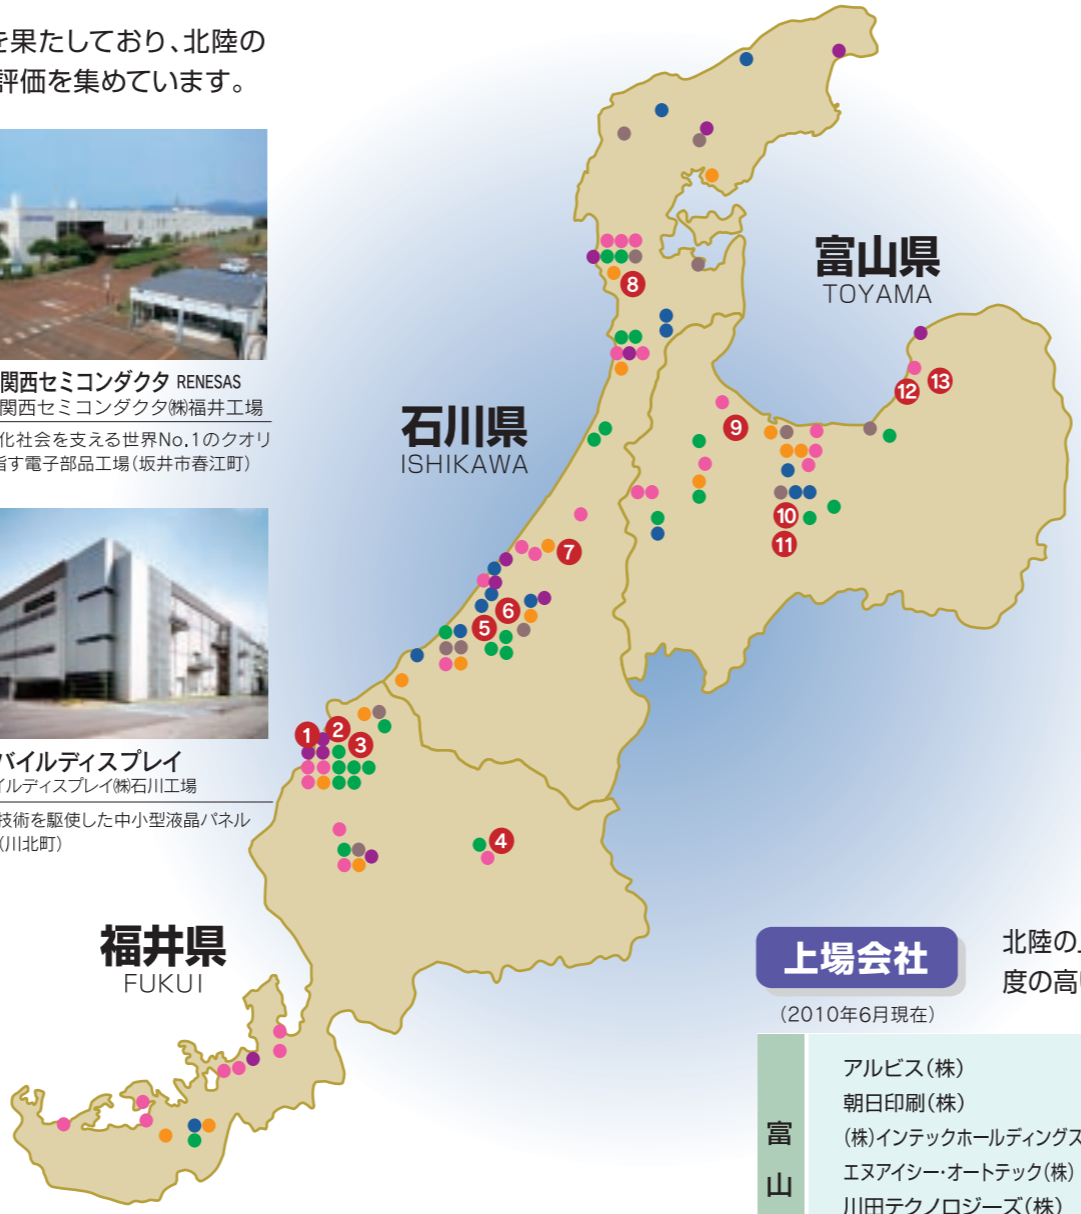 を果たしており、北陸の
評価を集めています。
関西セミコンダクタ RENESAS
関西セミコンダクタ㈱福井工場
化社会を支える世界No.1のクオリ
指す電子部品工場(坂井市春江町)
バイルディスプレイ
イルディスプレイ㈱石川工場
技術を駆使した中小型液晶パネル
(川北町)
富山県
TOYAMA
石川県
ISHIKAWA
福井県
FUKUI
8
12 13
9
10
11
7
6
5
1 2
3
4
上場会社
(2010年6月現在)
北陸の
度の高い
富山
アルビス(株)
朝日印刷(株)
(株)インテックホールディングス
エヌアイシー・オートテック(株)
川田テクノロジーズ(株)